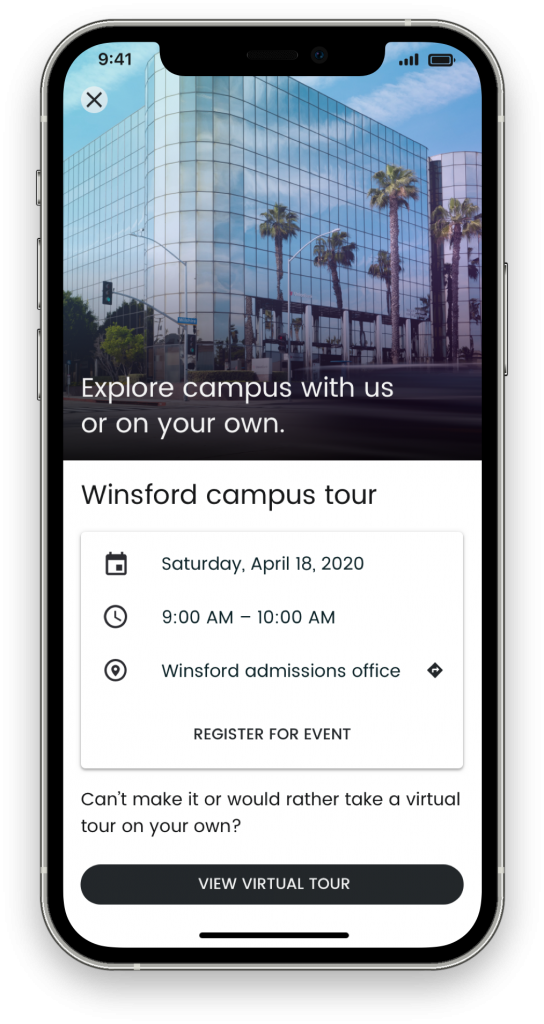 9:41
Explore campus with us
or on your own.
Winsford campus tour
Saturday, April 18, 2020
9:00 AM – 10:00 AM
Winsford admissions office
REGISTER FOR EVENT
Can't make it or would rather take a virtual
tour on your own?
VIEW VIRTUAL TOUR